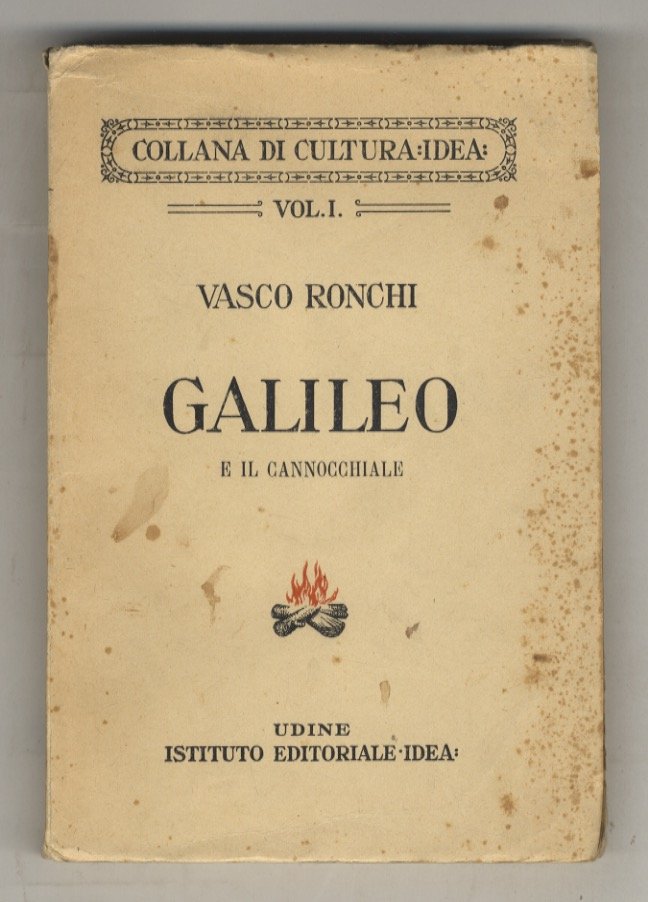 COLLANA DI CULTURA:IDEA:
VOL.I.
VASCO RONCHI
GALILEO
E IL CANNOCCHIALE
UDINE
ISTITUTO EDITORIALE·IDEA: